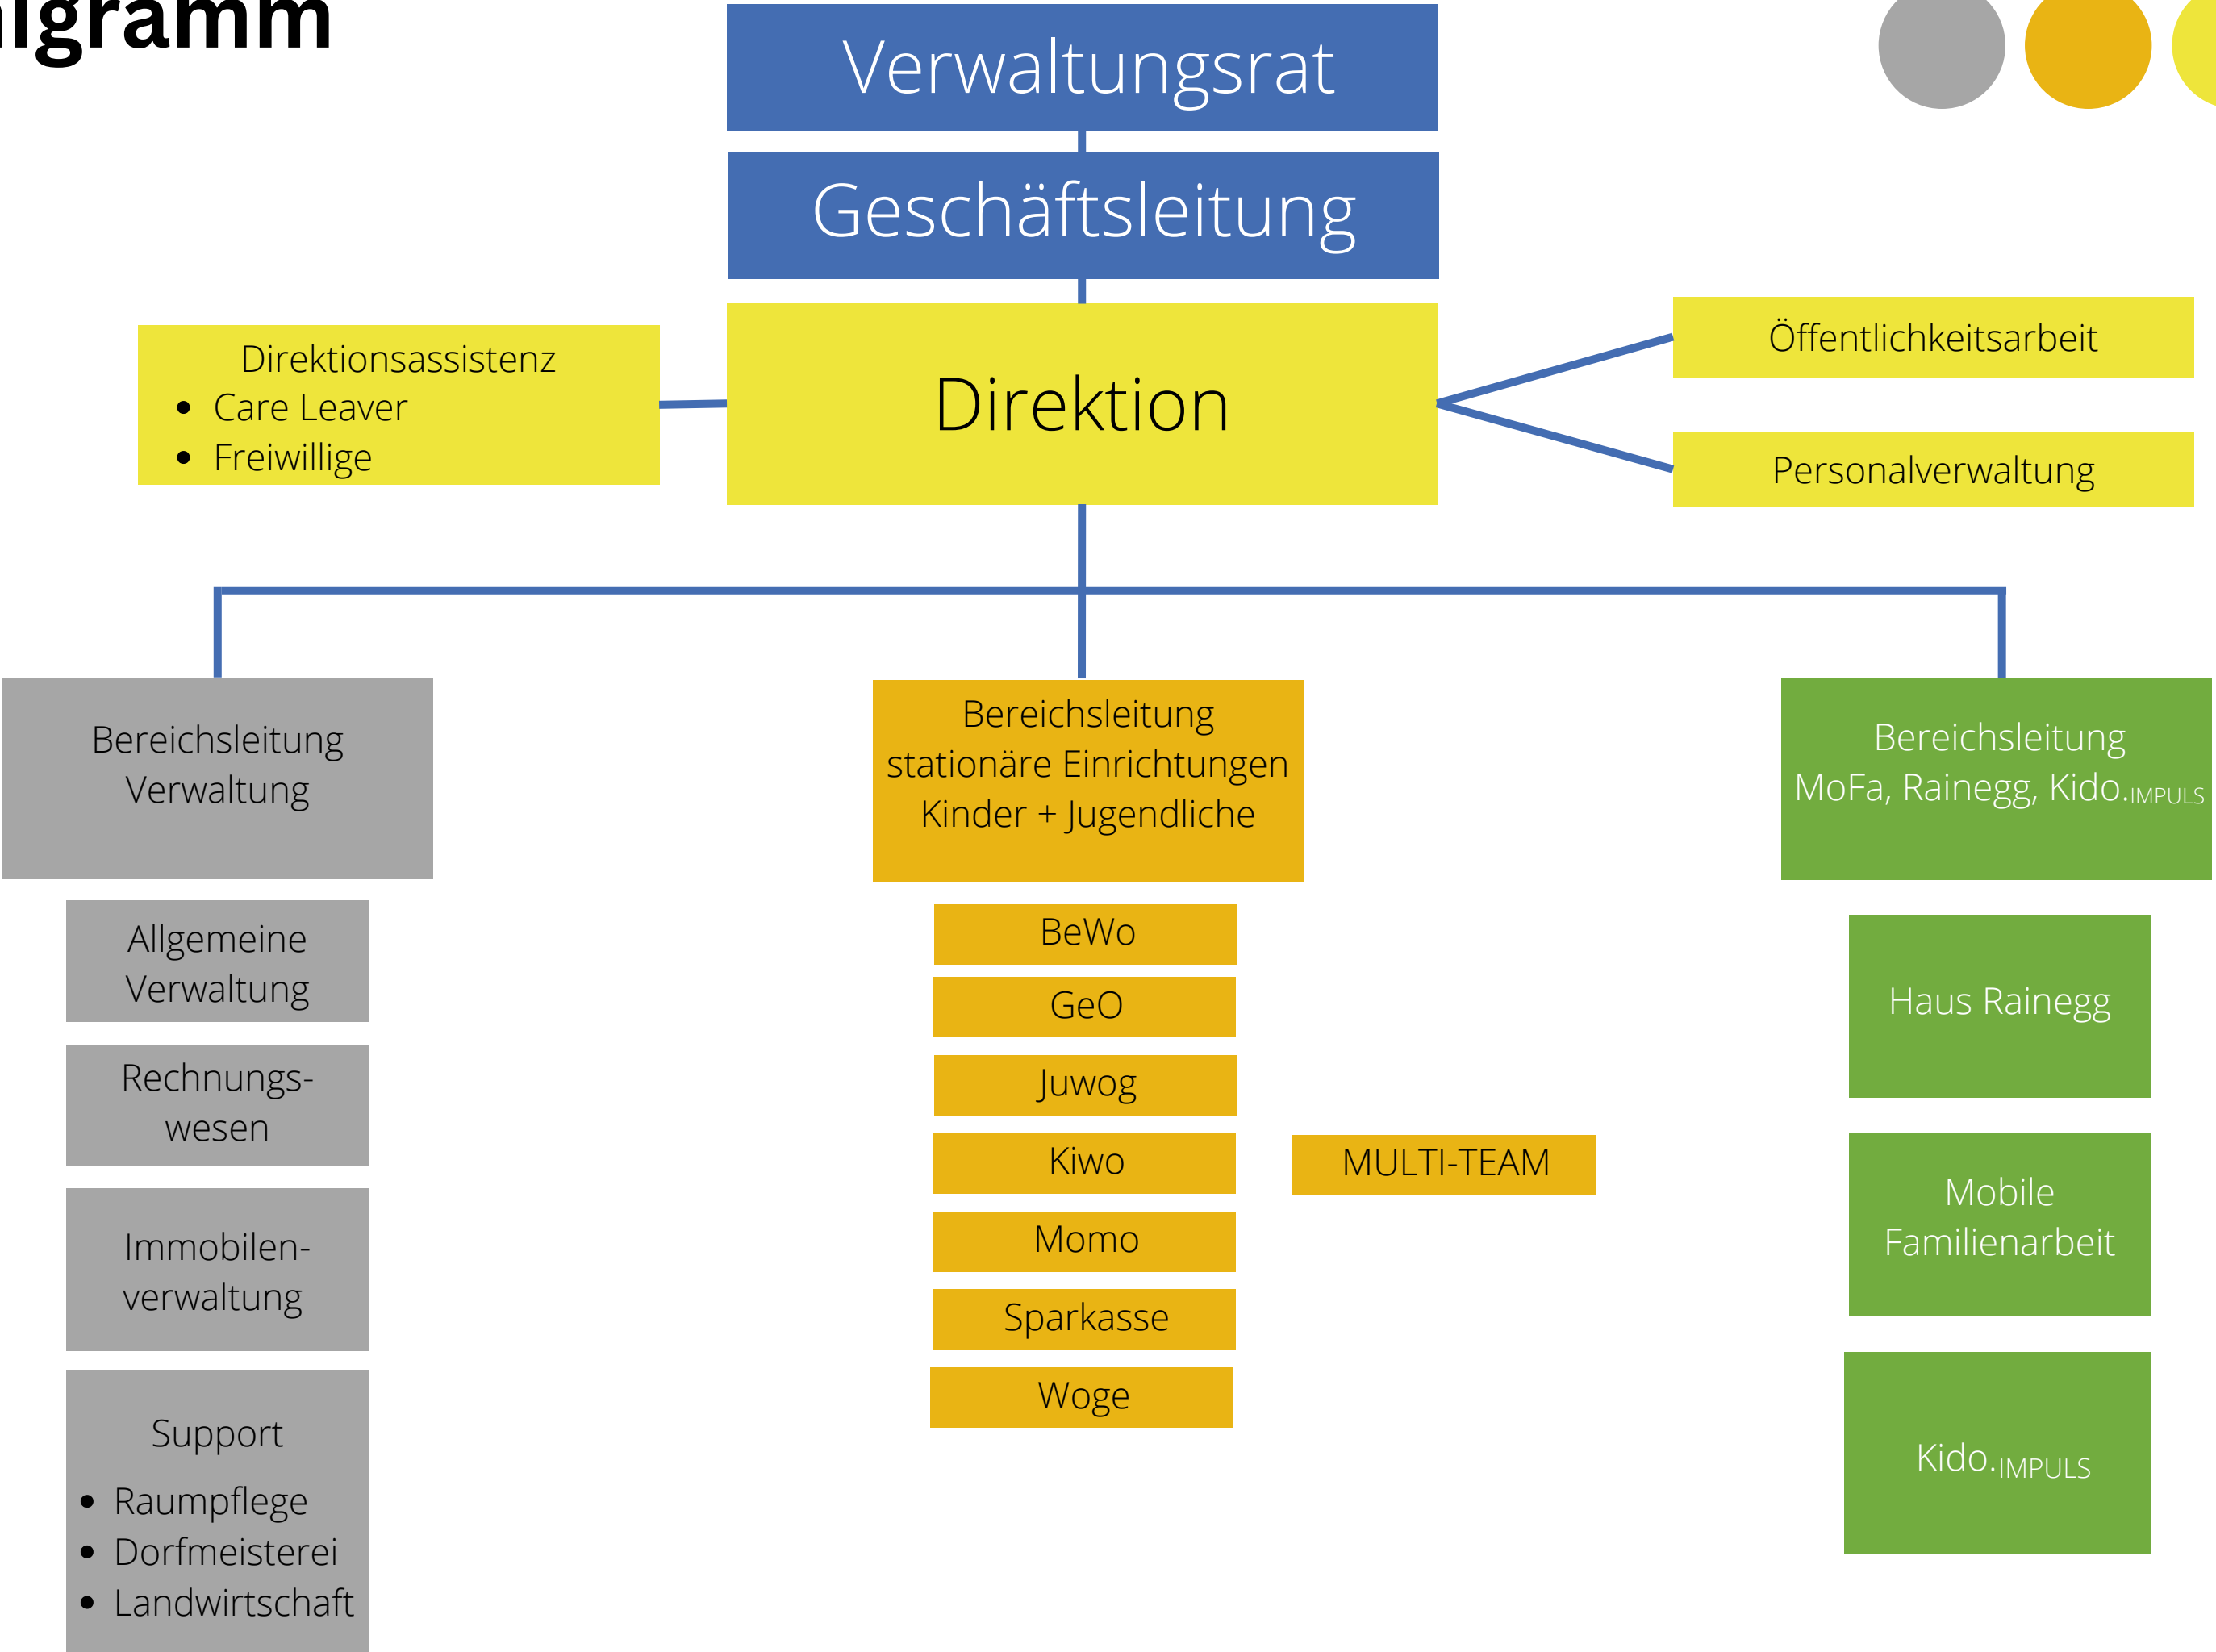 Verwaltungsrat
Geschäftsleitung
Direktion
Direktionsassistenz
• Care Leaver
• Freiwillige
Öffentlichkeitsarbeit
Personalverwaltung
Bereichsleitung
Verwaltung
Allgemeine
Verwaltung
Rechnungs-
wesen
Immobilen-
verwaltung
Support
• Raumpflege
• Dorfmeisterei
• Landwirtschaft
Bereichsleitung
stationäre Einrichtungen
Kinder + Jugendliche
BeWo
GeO
Juwog
Kiwo
Momo
Sparkasse
Woge
MULTI-TEAM
Bereichsleitung
MoFa, Rainegg, Kido.IMPULS
Haus Rainegg
Mobile
Familienarbeit
Kido.IMPULS